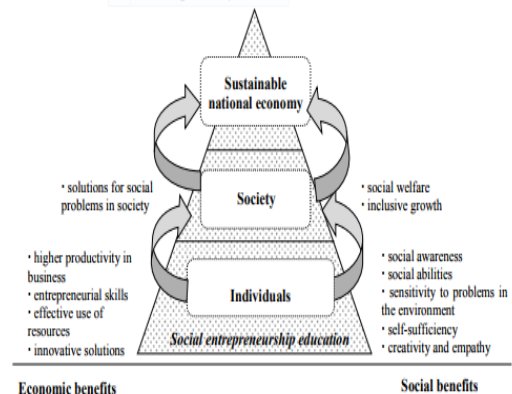 Sustainable
national economy
· solutions for social
problems in society
Society
· social welfare
· inclusive growth
· higher productivity in
business
· entrepreneurial skills
· effective use of
resources
· innovative solutions
Individuals
· social awareness
· social abilities
· sensitivity to problems in
the environment
· self-sufficiency
· creativity and empathy
Social entrepreneurship education
Economic benefits
Social benefits